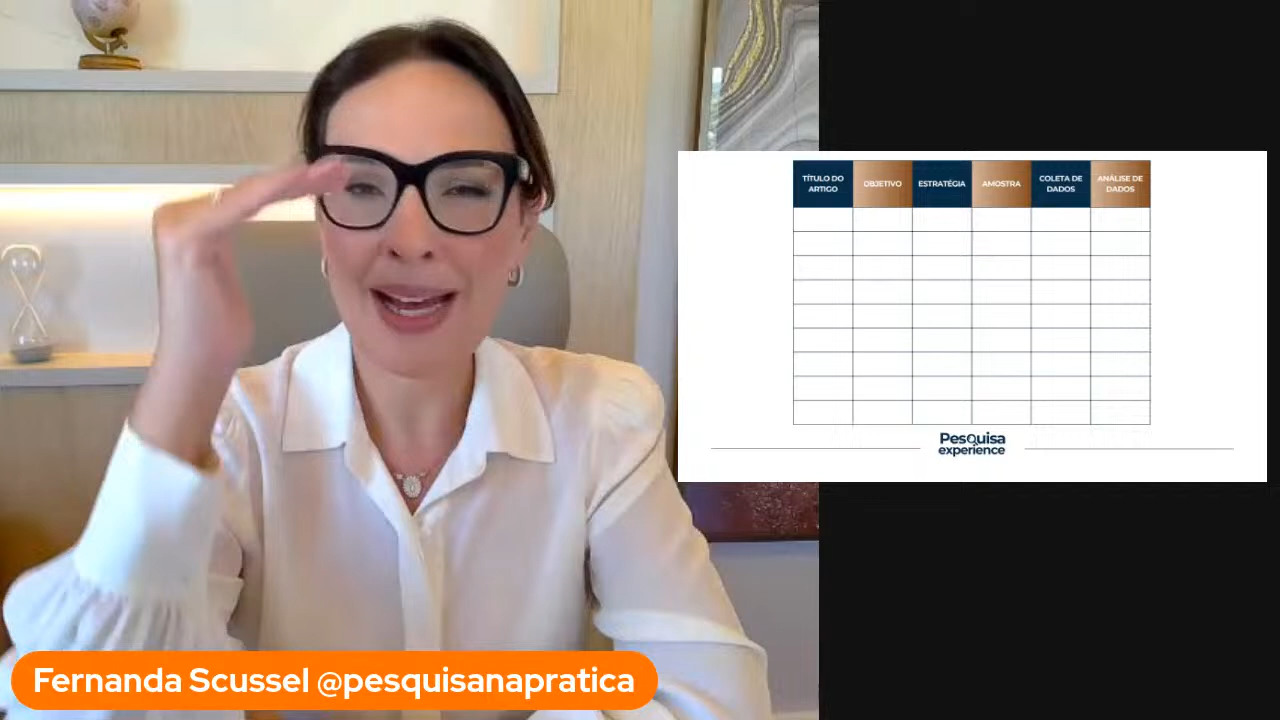 TÍTULO DO
ARTIGO
OBJETIVO
ESTRATÉGIA
AMOSTRA
COLETA DE
DADOS
ANÁLISE DE
DADOS
Pesquisa
experience
Fernanda Scussel @pesquisanapratica